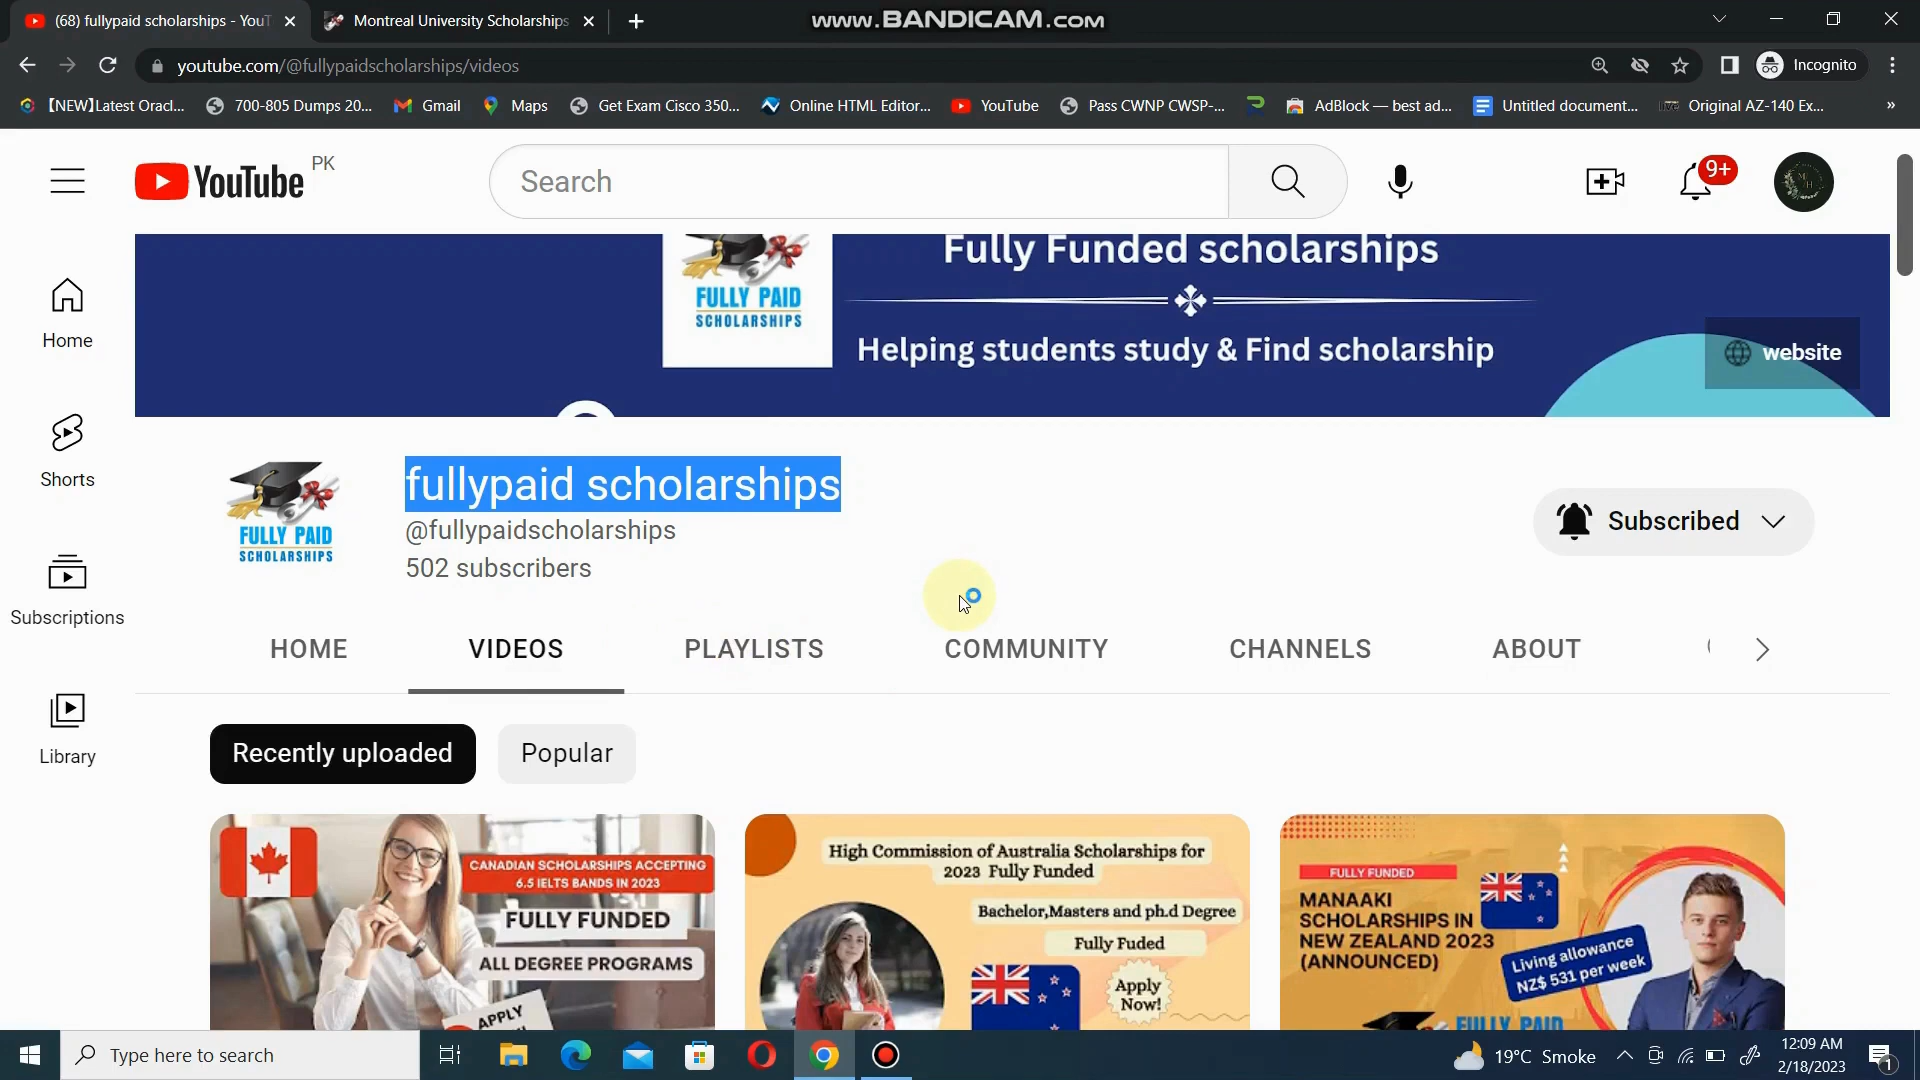 (68) fullypaid scholarships - YouT
Montreal University Scholarships
www.BANDICAM.com
youtube.com/@fullypaidscholarships/videos
Incognito
【NEW】Latest Oracl...
700-805 Dumps 20...
Gmail
Maps
Get Exam Cisco 350...
Online HTML Editor...
YouTube
Pass CWNP CWSP-...
AdBlock — best ad...
Untitled document...
Original AZ-140 Ex...
»
YouTube PK
Search
9+
Fully Funded scholarships
FULLY PAID
SCHOLARSHIPS
Helping students study & Find scholarship
website
Home
Shorts
Subscriptions
Library
FULLY PAID
SCHOLARSHIPS
fullypaid scholarships
@fullypaidscholarships
502 subscribers
Subscribed
HOME
VIDEOS
PLAYLISTS
COMMUNITY
CHANNELS
ABOUT
Recently uploaded
Popular
CANADIAN SCHOLARSHIPS ACCEPTING
6.5 IELTS BANDS IN 2023
FULLY FUNDED
ALL DEGREE PROGRAMS
APPLY
High Commission of Australia Scholarships for
2023 Fully Funded
Bachelor,Masters and ph.d Degree
Fully Fuded
Apply
Now!
FULLY FUNDED
MANAAKI
SCHOLARSHIPS IN
NEW ZEALAND 2023
(ANNOUNCED)
Living allowance
NZ$ 531 per week
FULLY PAID
Type here to search
19°C Smoke
12:09 AM
2/18/2023
1